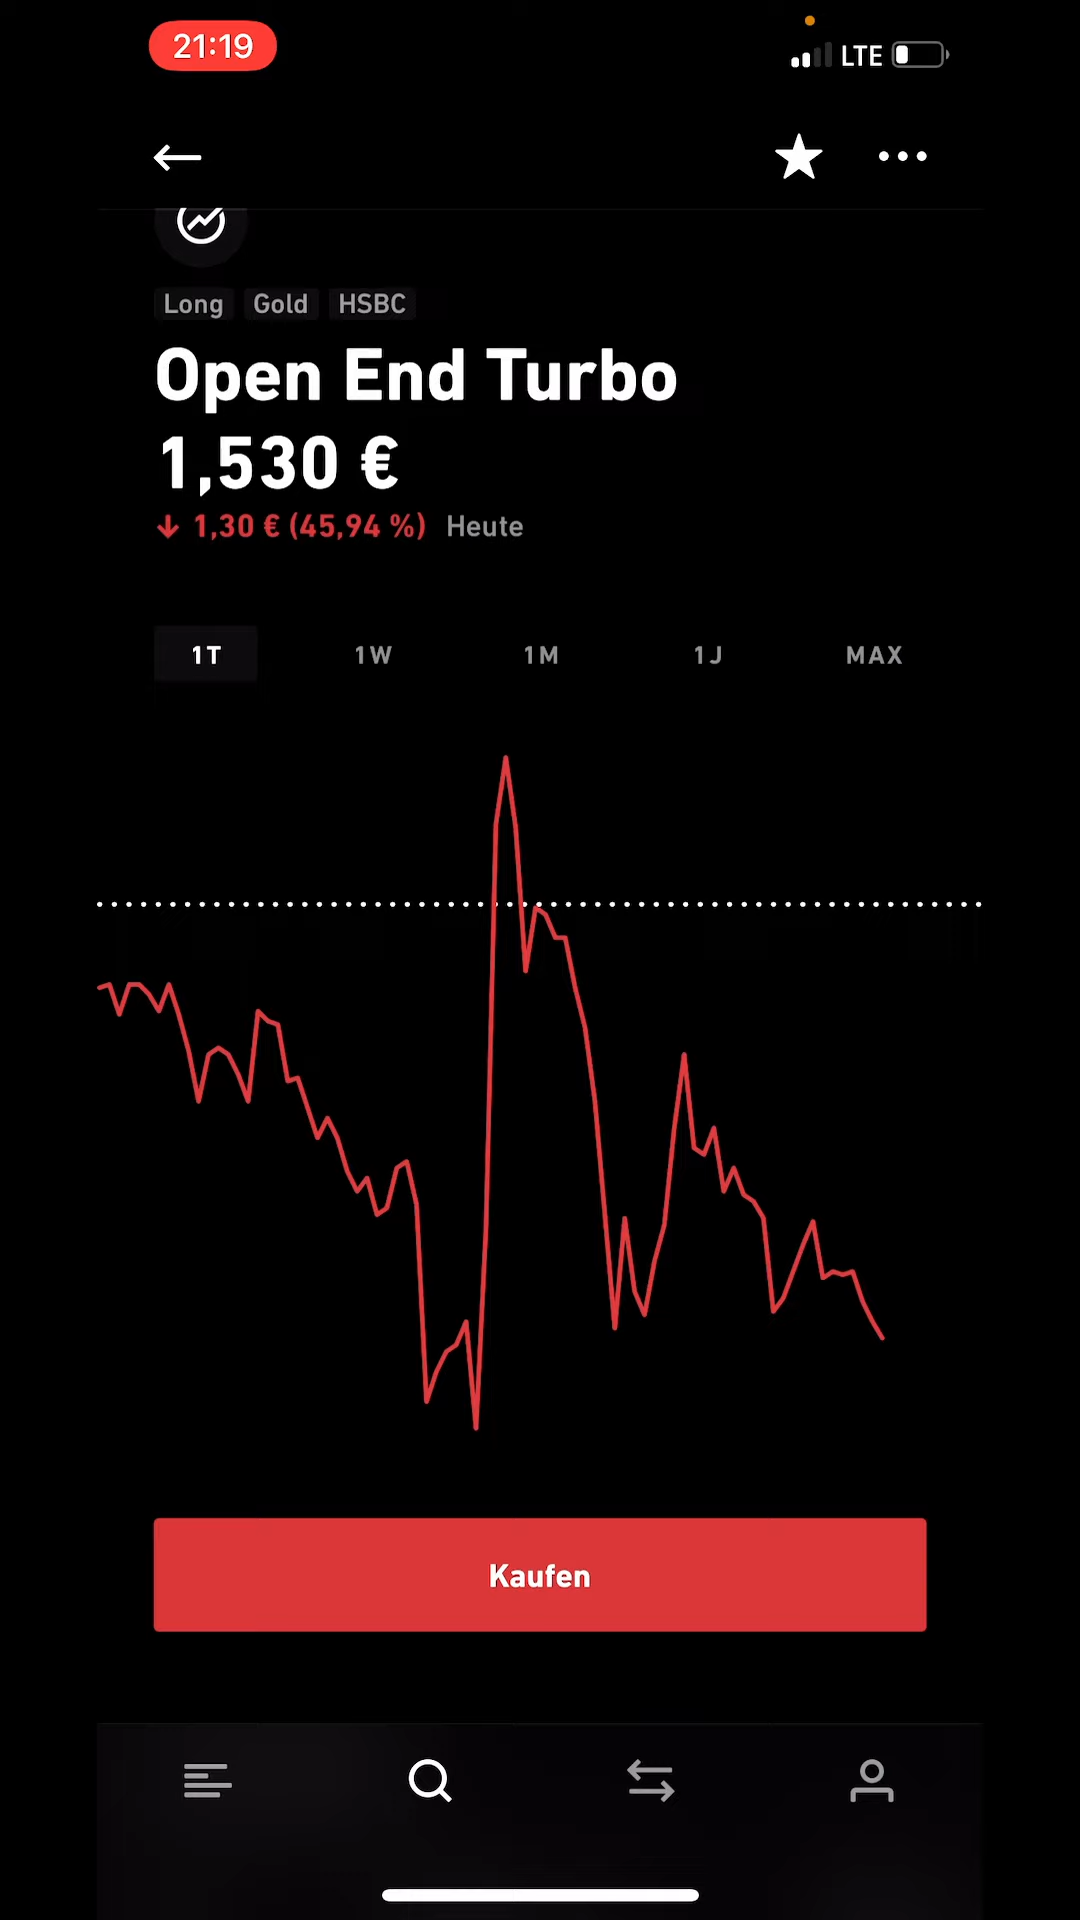 21:19
LTE
Long Gold HSBC
Open End Turbo
1,530 €
↓ 1,30 € (45,94 %) Heute
1T 1W 1M 1J MAX
Kaufen